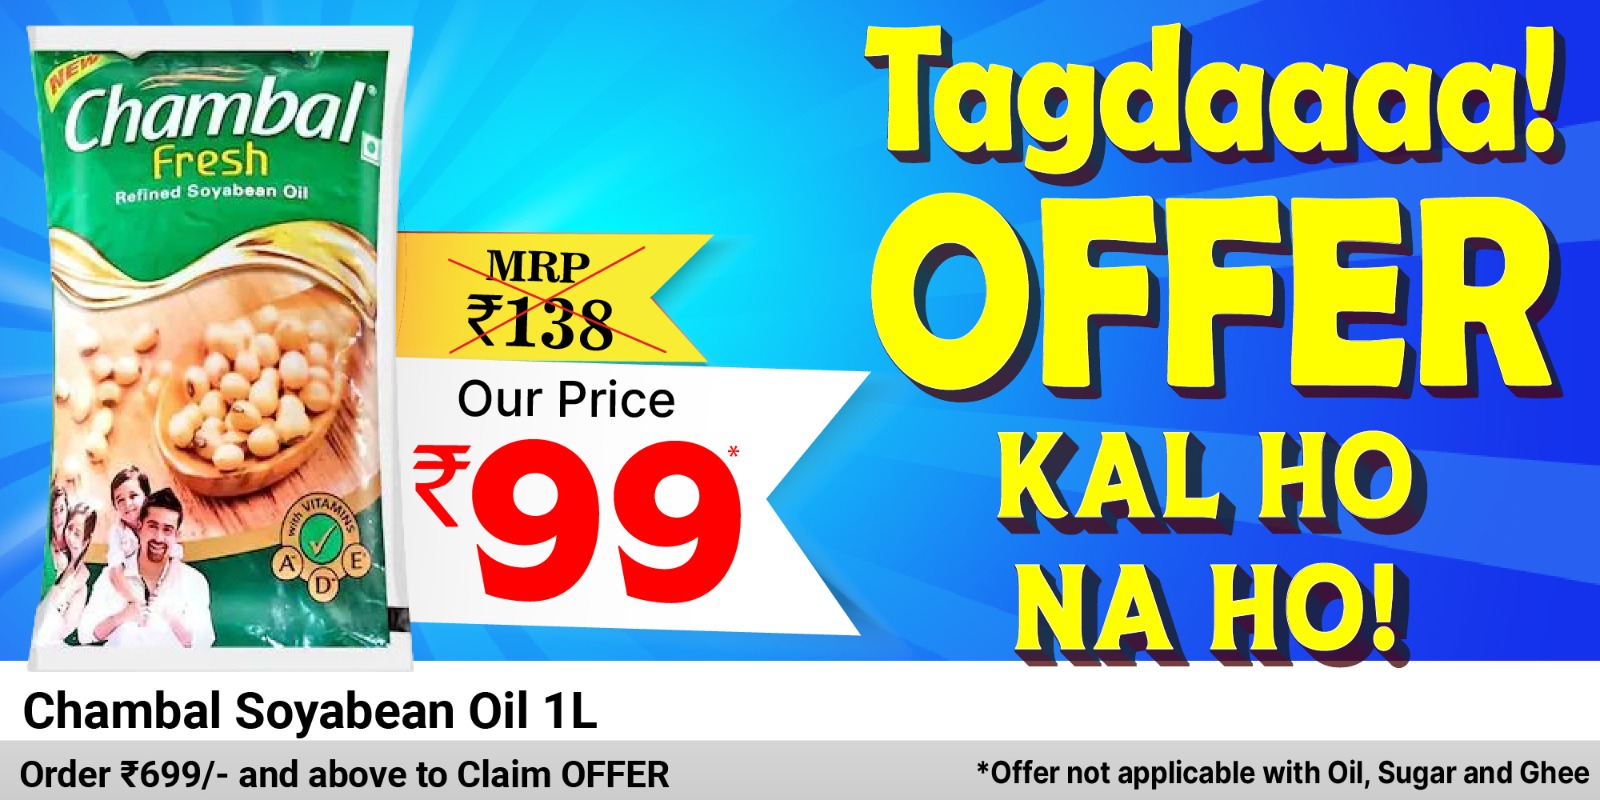 NEW
Chambal®
Fresh
Refined Soyabean Oil
with VITAMINS
A
D
E
MRP
₹138
Our Price
₹99*
Tagdaaaa!
OFFER
KAL HO
NA HO!
Chambal Soyabean Oil 1L
Order ₹699/- and above to Claim OFFER
*Offer not applicable with Oil, Sugar and Ghee